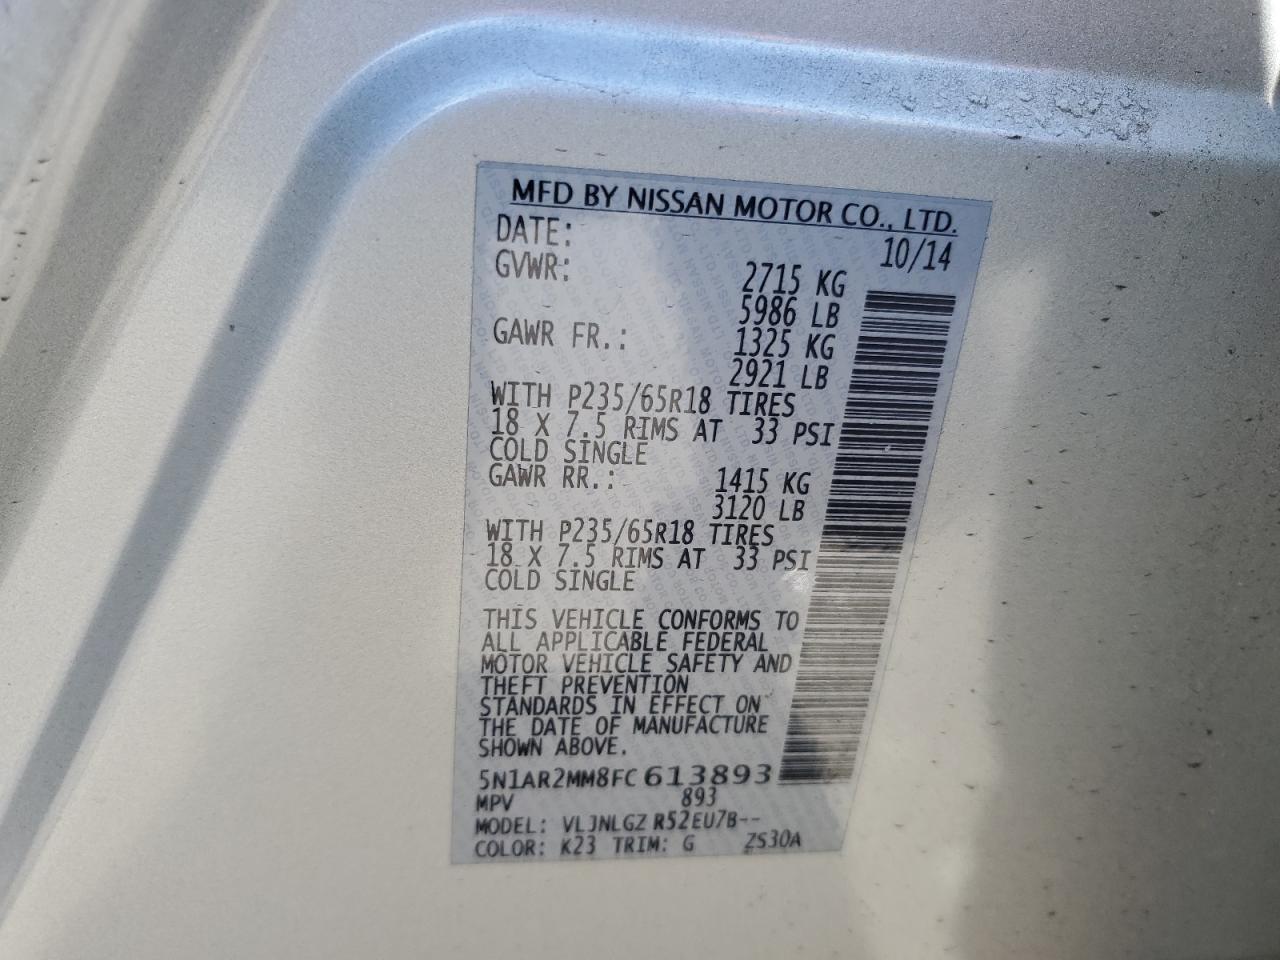 MFD BY NISSAN MOTOR CO., LTD.
DATE: 10/14
GVWR: 2715 KG
5986 LB
GAWR FR.: 1325 KG
2921 LB
WITH P235/65R18 TIRES
18 X 7.5 RIMS AT 33 PSI
COLD SINGLE
GAWR RR.: 1415 KG
3120 LB
WITH P235/65R18 TIRES
18 X 7.5 RIMS AT 33 PSI
COLD SINGLE
THIS VEHICLE CONFORMS TO
ALL APPLICABLE FEDERAL
MOTOR VEHICLE SAFETY AND
THEFT PREVENTION
STANDARDS IN EFFECT ON
THE DATE OF MANUFACTURE
SHOWN ABOVE.
5N1AR2MM8FC613893
MPV 893
MODEL: VLJNLGZ R52EU7B--
COLOR: K23 TRIM: G ZS30A